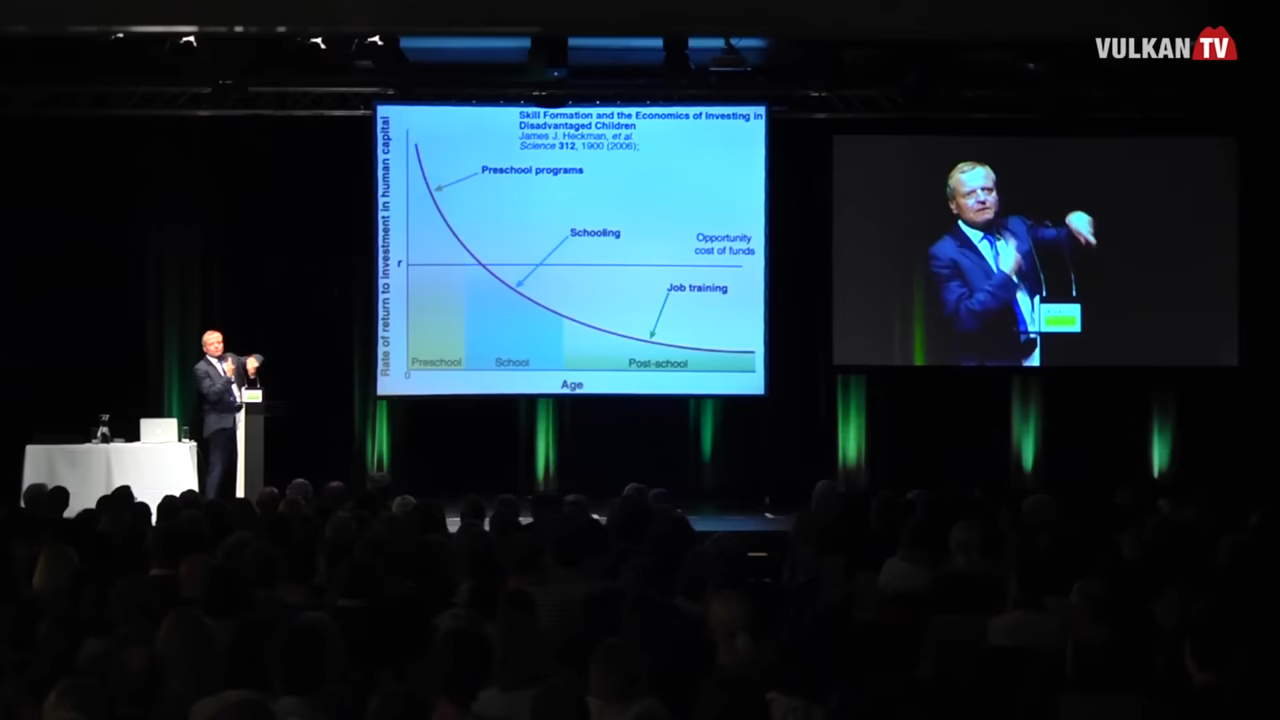 VULKAN TV
Skill Formation and the Economics of Investing in
Disadvantaged Children
James J. Heckman, et al.
Science 312, 1900 (2006);
Rate of return to investment in human capital
Preschool programs
Schooling
Opportunity
cost of funds
r
Job training
Preschool
School
Post-school
0
Age